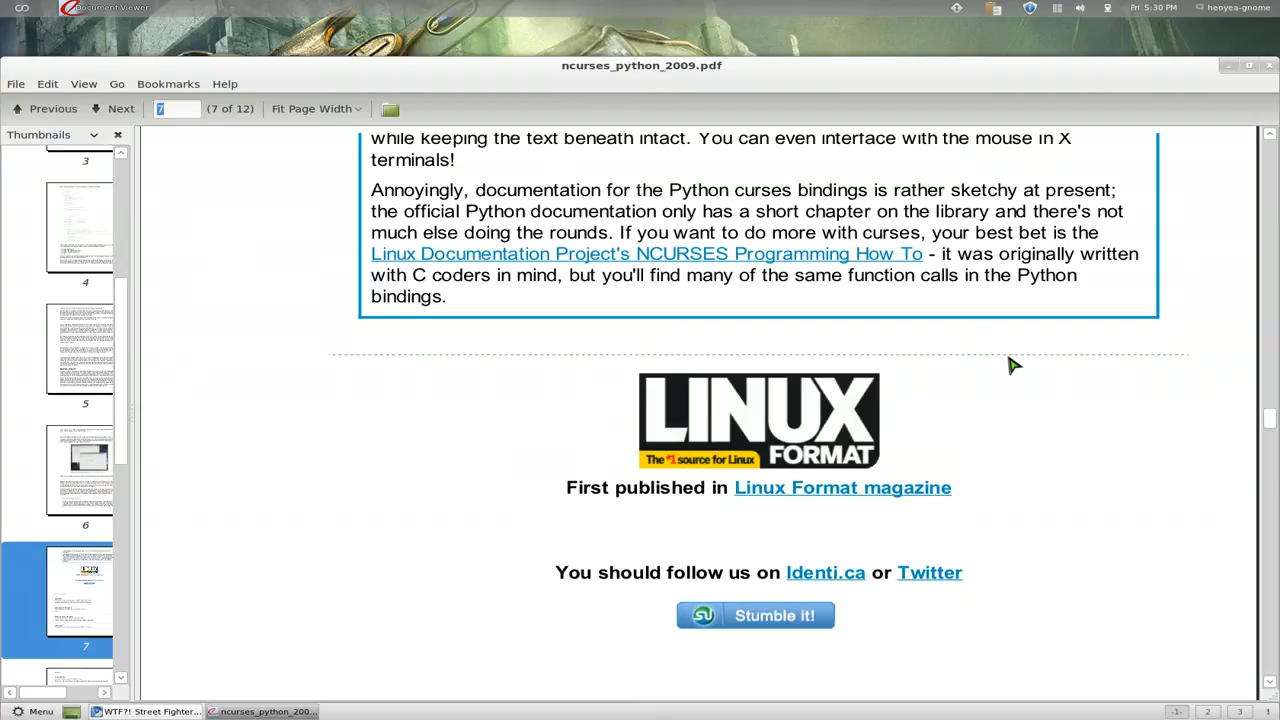 Document Viewer
Fri, 5:30 PM
heoyea-gnome
ncurses_python_2009.pdf
File Edit View Go Bookmarks Help
Previous Next 7 (7 of 12) Fit Page Width
Thumbnails
3
4
5
6
7
while keeping the text beneath intact. You can even interface with the mouse in X
terminals!
Annoyingly, documentation for the Python curses bindings is rather sketchy at present;
the official Python documentation only has a short chapter on the library and there's not
much else doing the rounds. If you want to do more with curses, your best bet is the
Linux Documentation Project's NCURSES Programming How To - it was originally written
with C coders in mind, but you'll find many of the same function calls in the Python
bindings.
LINUX
The #1 source for Linux FORMAT
First published in Linux Format magazine
You should follow us on Identi.ca or Twitter
Stumble it!
Menu WTF?! Street Fighter... ncurses_python_200... -1- 2 3 !